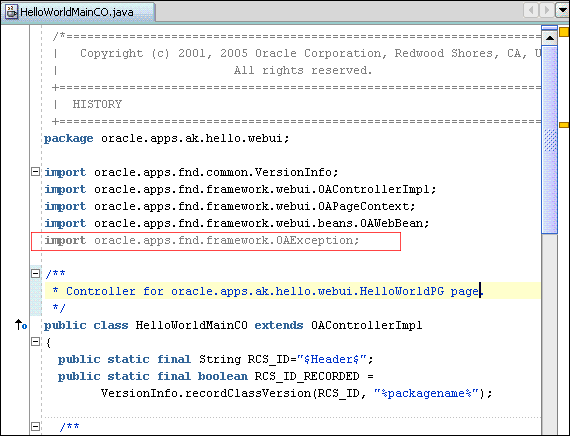 HelloWorldMainCO.java
/*===========================================================
|    Copyright (c) 2001, 2005 Oracle Corporation, Redwood Shores, CA, U
|                         All rights reserved.
+===========================================================
|  HISTORY
+===========================================================
package oracle.apps.ak.hello.webui;
import oracle.apps.fnd.common.VersionInfo;
import oracle.apps.fnd.framework.webui.OAControllerImpl;
import oracle.apps.fnd.framework.webui.OAPageContext;
import oracle.apps.fnd.framework.webui.beans.OAWebBean;
import oracle.apps.fnd.framework.OAException;
/**
 * Controller for oracle.apps.ak.hello.webui.HelloWorldPG page.
 */
public class HelloWorldMainCO extends OAControllerImpl
{
  public static final String RCS_ID="$Header$";
  public static final boolean RCS_ID_RECORDED =
        VersionInfo.recordClassVersion(RCS_ID, "%packagename%");
  /**